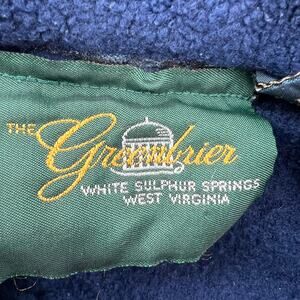 THE Greenbrier
WHITE SULPHUR SPRINGS
WEST VIRGINIA